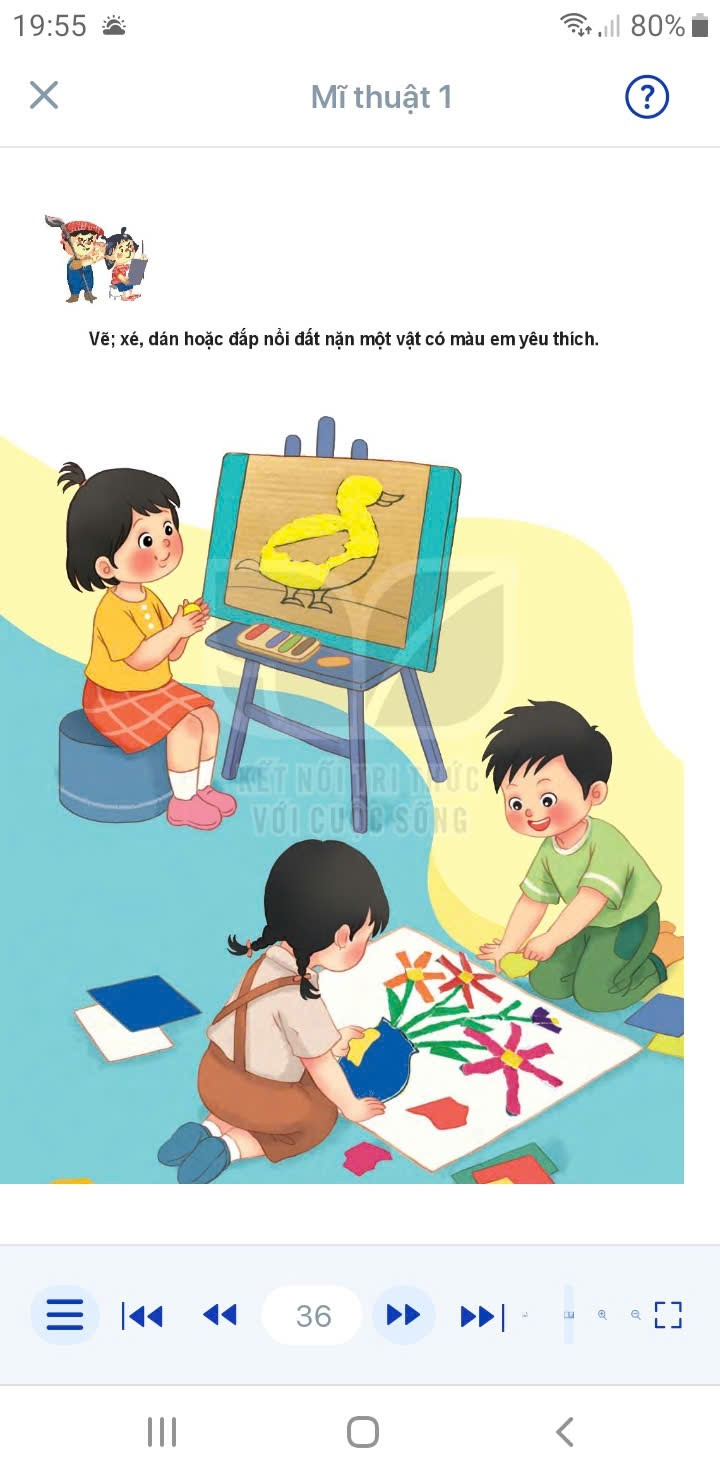 19:55 80%
Mĩ thuật 1
?
Vẽ; xé, dán hoặc đắp nổi đất nặn một vật có màu em yêu thích.
KẾT NỐI TRI THỨC
VỚI CUỘC SỐNG
36